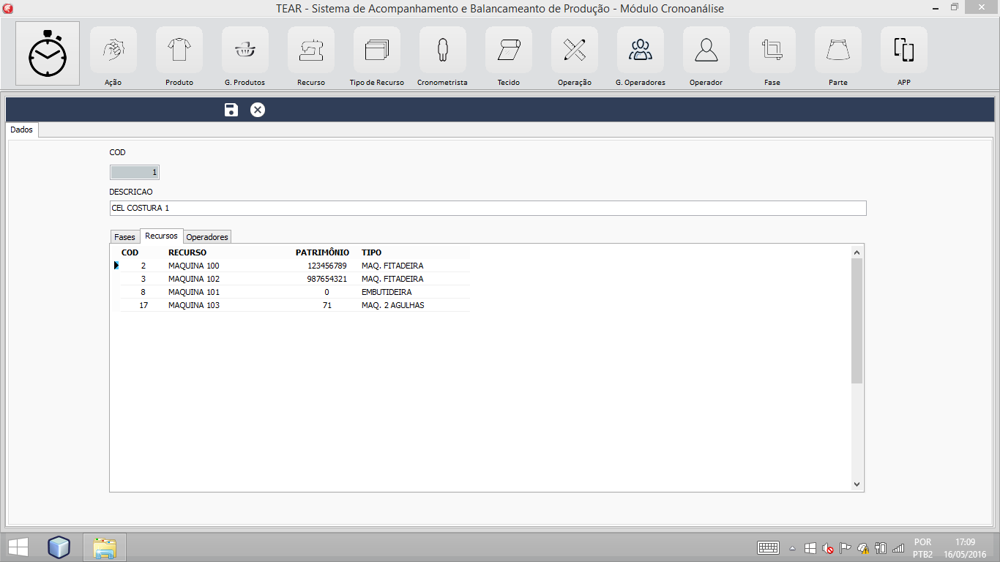 TEAR - Sistema de Acompanhamento e Balancameanto de Produção - Módulo Cronoanálise
Ação Produto G. Produtos Recurso Tipo de Recurso Cronometrista Tecido Operação G. Operadores Operador Fase Parte APP
Dados
COD
1
DESCRICAO
CEL COSTURA 1
Fases Recursos Operadores
COD RECURSO PATRIMÔNIO TIPO
2 MAQUINA 100 123456789 MAQ. FITADEIRA
3 MAQUINA 102 987654321 MAQ. FITADEIRA
8 MAQUINA 101 0 EMBUTIDEIRA
17 MAQUINA 103 71 MAQ. 2 AGULHAS
POR 17:09
PTB2 16/05/2016